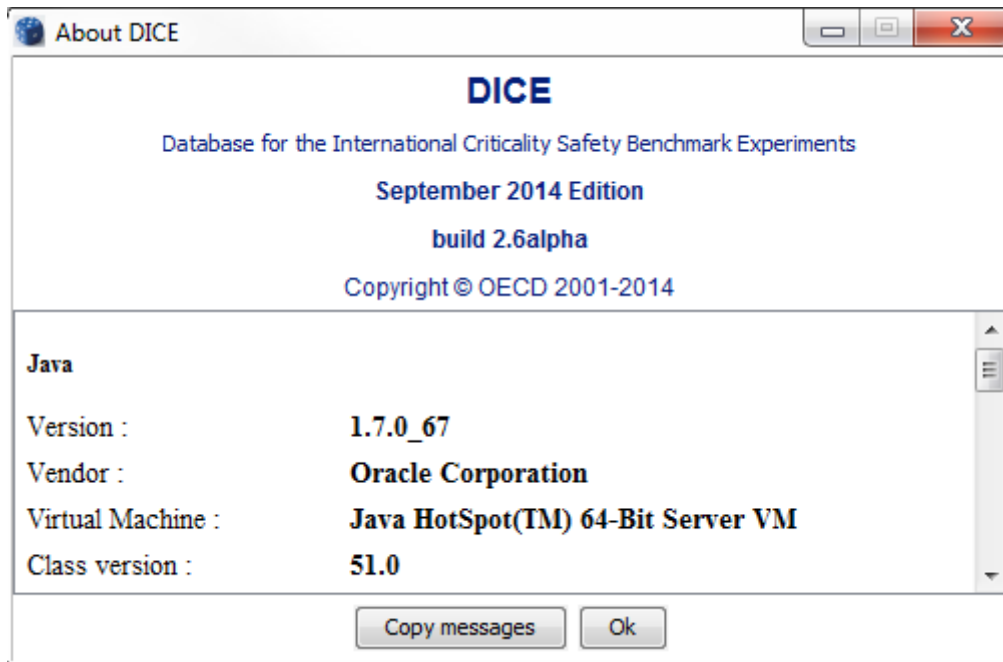 About DICE
DICE
Database for the International Criticality Safety Benchmark Experiments
September 2014 Edition
build 2.6alpha
Copyright © OECD 2001-2014
Java
Version : 1.7.0_67
Vendor : Oracle Corporation
Virtual Machine : Java HotSpot(TM) 64-Bit Server VM
Class version : 51.0
Copy messages Ok